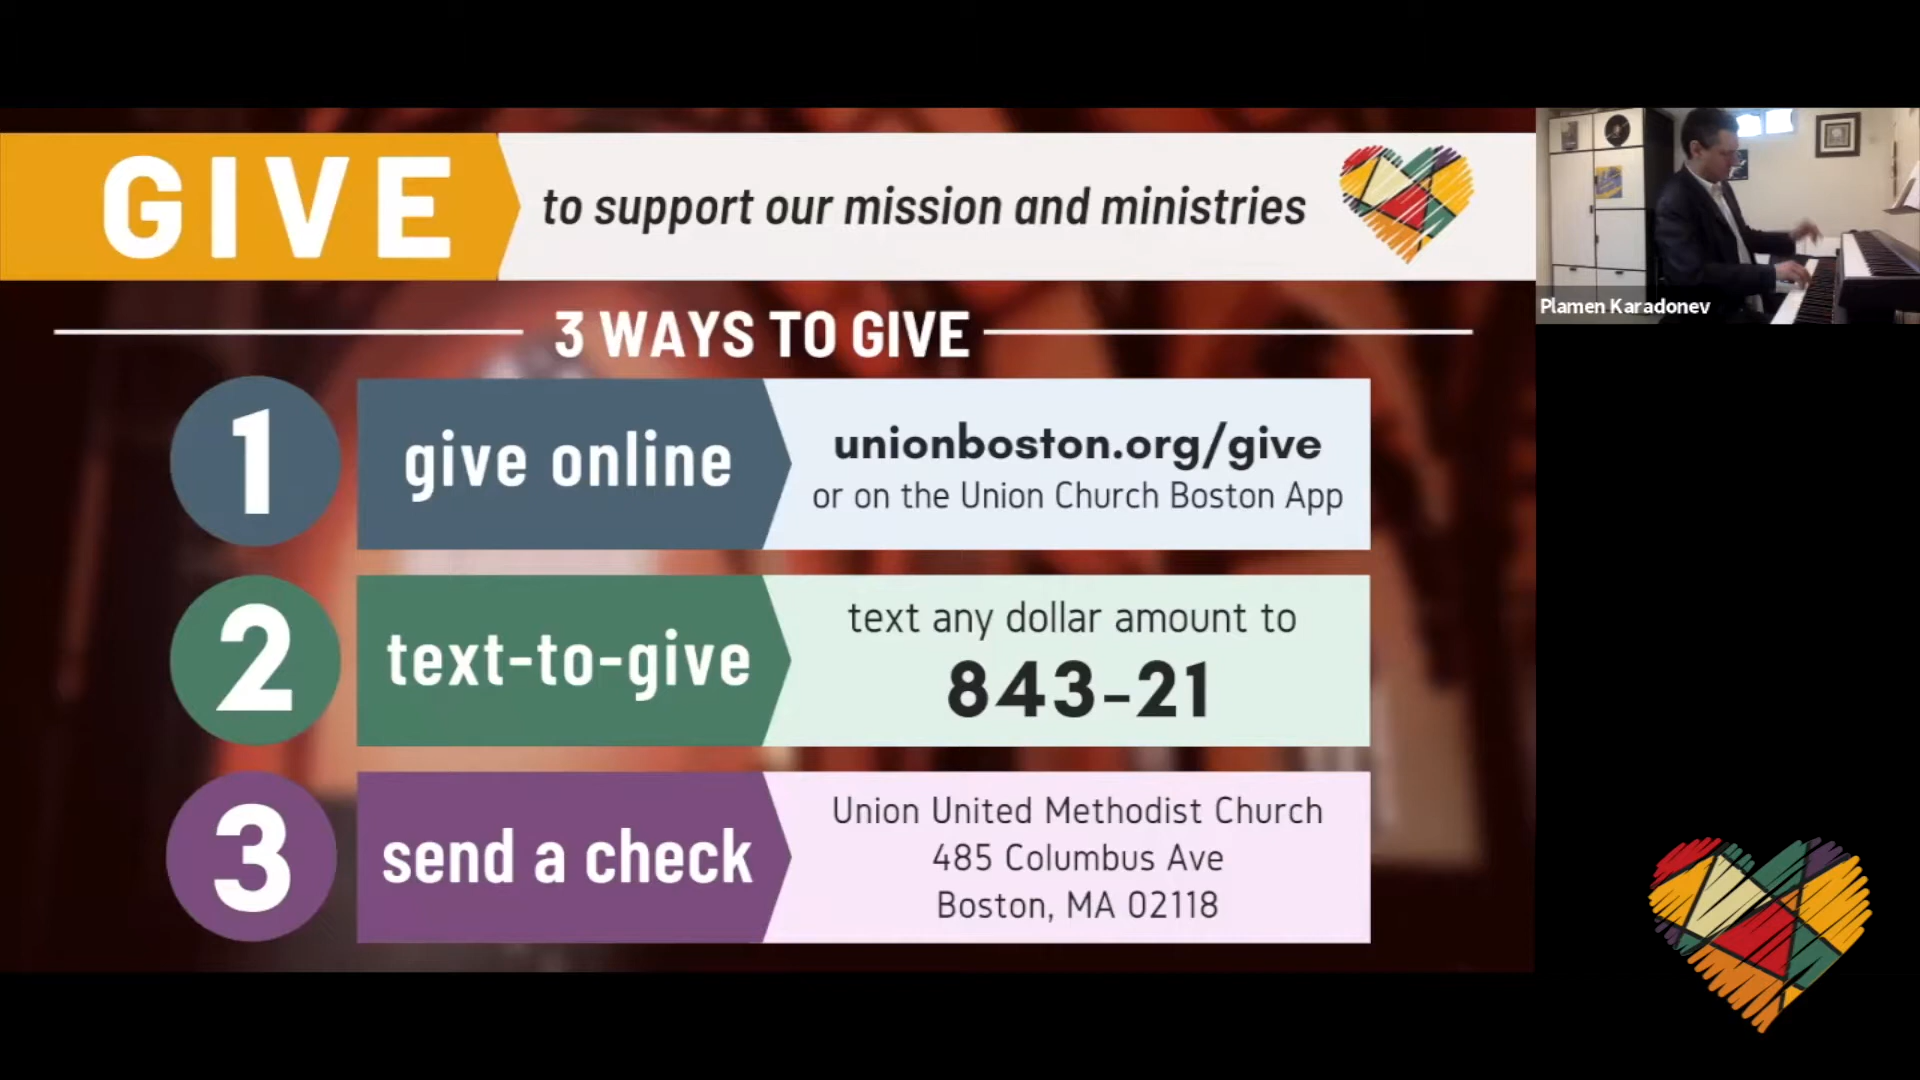 GIVE
to support our mission and ministries
3 WAYS TO GIVE
1
give online
unionboston.org/give
or on the Union Church Boston App
2
text-to-give
text any dollar amount to
843-21
3
send a check
Union United Methodist Church
485 Columbus Ave
Boston, MA 02118
Plamen Karadonev